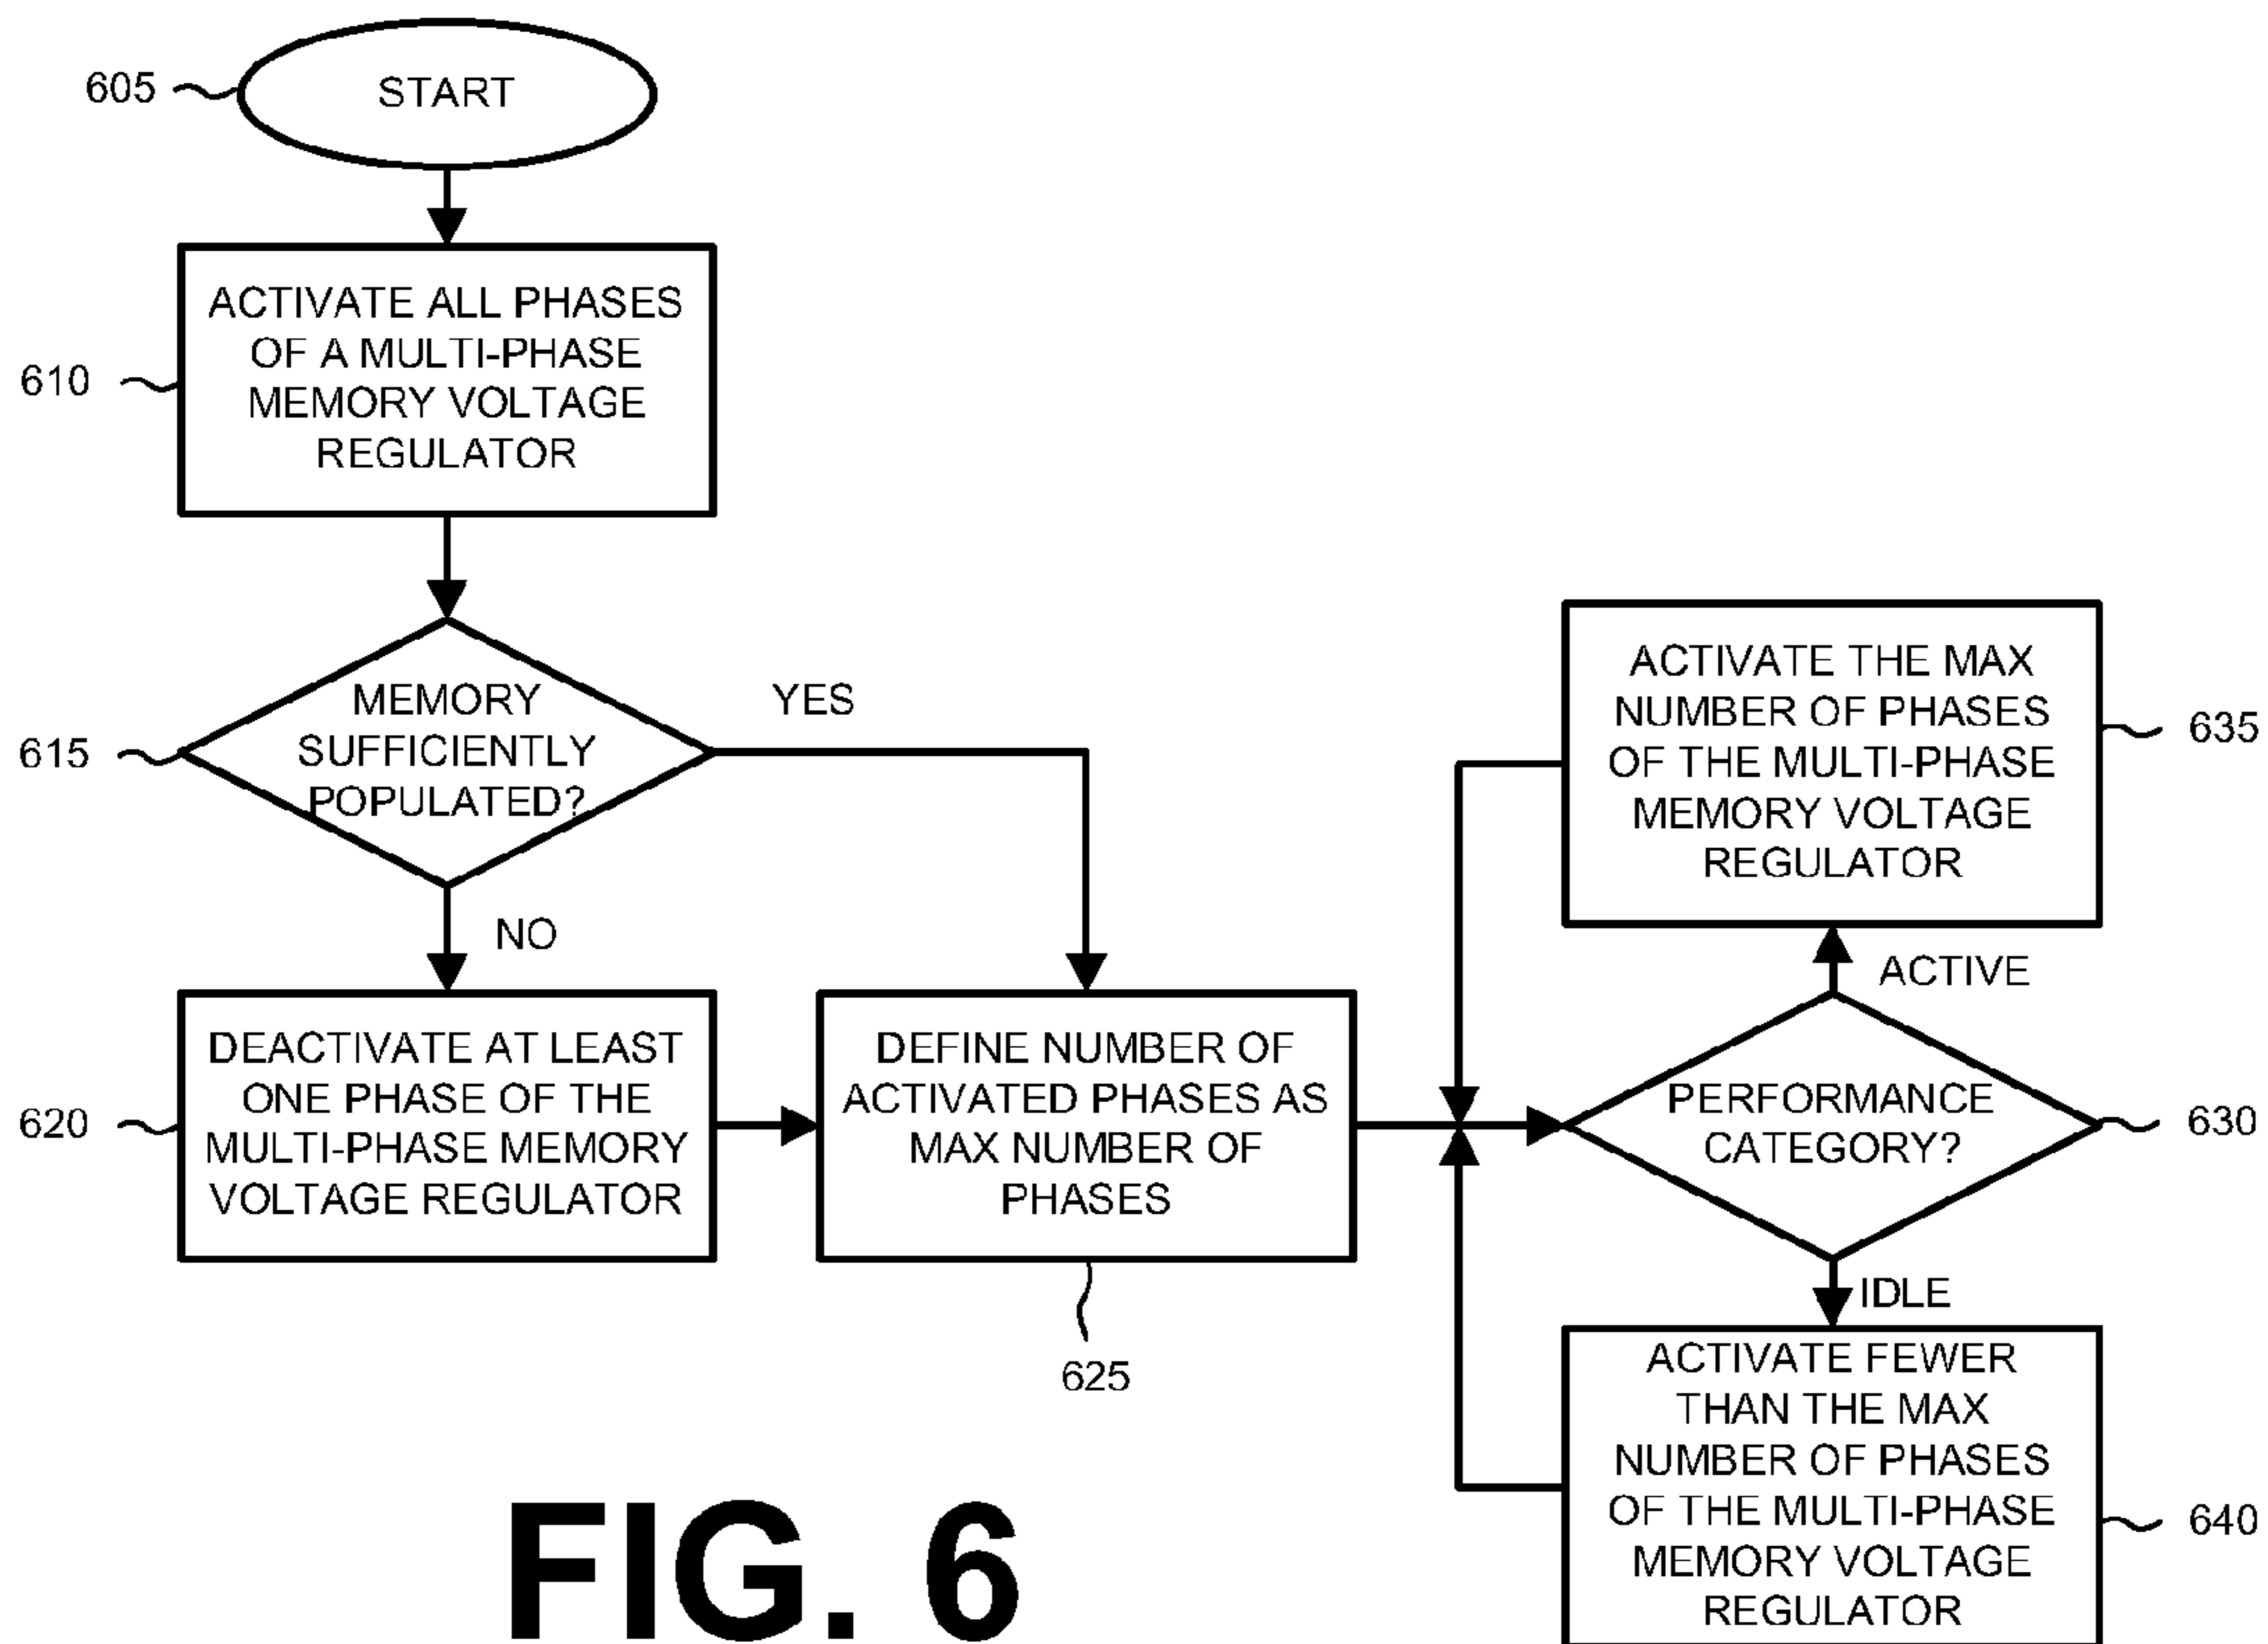 605
START
610
ACTIVATE ALL PHASES
OF A MULTI-PHASE
MEMORY VOLTAGE
REGULATOR
615
MEMORY
SUFFICIENTLY
POPULATED?
YES
NO
620
DEACTIVATE AT LEAST
ONE PHASE OF THE
MULTI-PHASE MEMORY
VOLTAGE REGULATOR
DEFINE NUMBER OF
ACTIVATED PHASES AS
MAX NUMBER OF
PHASES
625
ACTIVATE THE MAX
NUMBER OF PHASES
OF THE MULTI-PHASE
MEMORY VOLTAGE
REGULATOR
635
ACTIVE
PERFORMANCE
CATEGORY?
630
IDLE
ACTIVATE FEWER
THAN THE MAX
NUMBER OF PHASES
OF THE MULTI-PHASE
MEMORY VOLTAGE
REGULATOR
640
FIG. 6